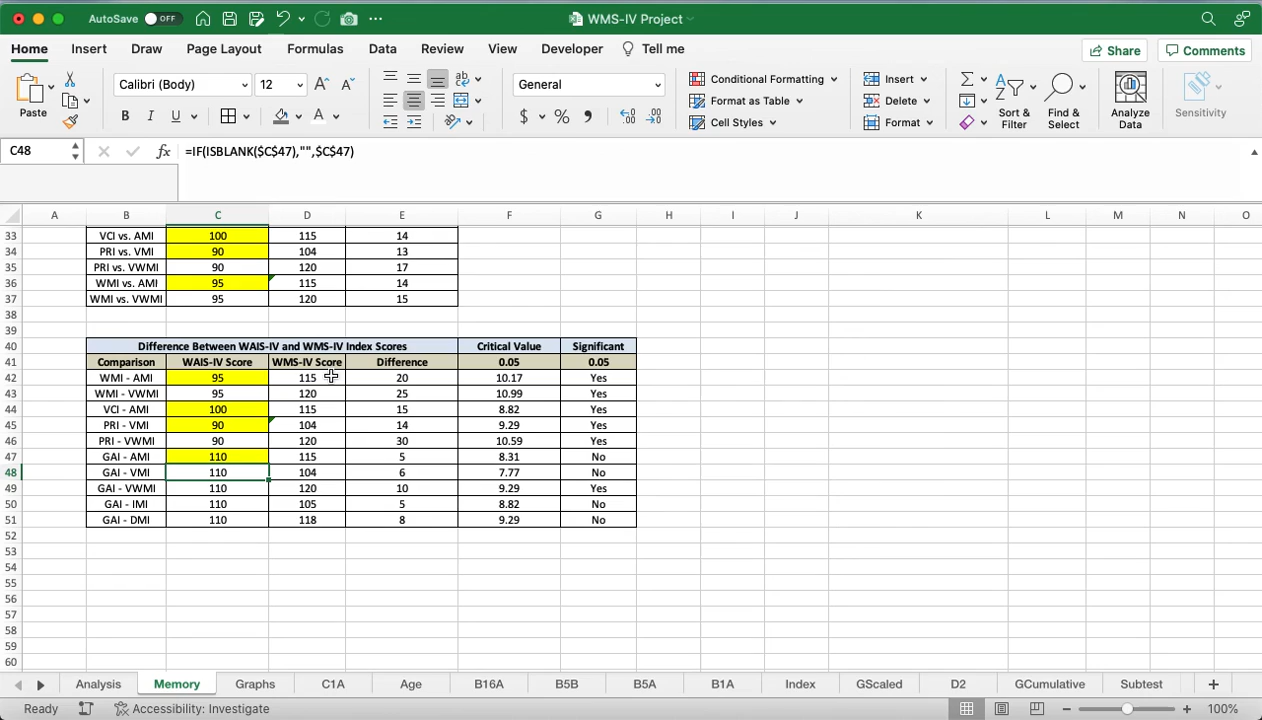 AutoSave OFF WMS-IV Project
Home Insert Draw Page Layout Formulas Data Review View Developer Tell me Share Comments
Paste Calibri (Body) 12 A A ab General Conditional Formatting Insert Σ Sort & Filter Find & Select Analyze Data Sensitivity
Format as Table Delete
B I U A $ % Cell Styles Format
C48 fx =IF(ISBLANK($C$47),"",$C$47)
A B C D E F G H I J K L M N O
33 VCI vs. AMI 100 115 14
34 PRI vs. VMI 90 104 13
35 PRI vs. VWMI 90 120 17
36 WMI vs. AMI 95 115 14
37 WMI vs. VWMI 95 120 15
38
39
40 Difference Between WAIS-IV and WMS-IV Index Scores Critical Value Significant
41 Comparison WAIS-IV Score WMS-IV Score Difference 0.05 0.05
42 WMI - AMI 95 115 20 10.17 Yes
43 WMI - VWMI 95 120 25 10.99 Yes
44 VCI - AMI 100 115 15 8.82 Yes
45 PRI - VMI 90 104 14 9.29 Yes
46 PRI - VWMI 90 120 30 10.59 Yes
47 GAI - AMI 110 115 5 8.31 No
48 GAI - VMI 110 104 6 7.77 No
49 GAI - VWMI 110 120 10 9.29 Yes
50 GAI - IMI 110 105 5 8.82 No
51 GAI - DMI 110 118 8 9.29 No
52
53
54
55
56
57
58
59
60
Analysis Memory Graphs C1A Age B16A B5B B5A B1A Index GScaled D2 GCumulative Subtest
Ready Accessibility: Investigate 100%